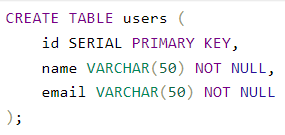 CREATE TABLE users (
    id SERIAL PRIMARY KEY,
    name VARCHAR(50) NOT NULL,
    email VARCHAR(50) NOT NULL
);